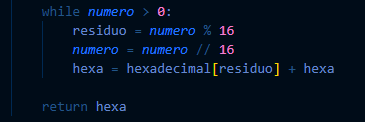 while numero > 0:
residuo = numero % 16
numero = numero // 16
hexa = hexadecimal[residuo] + hexa
return hexa